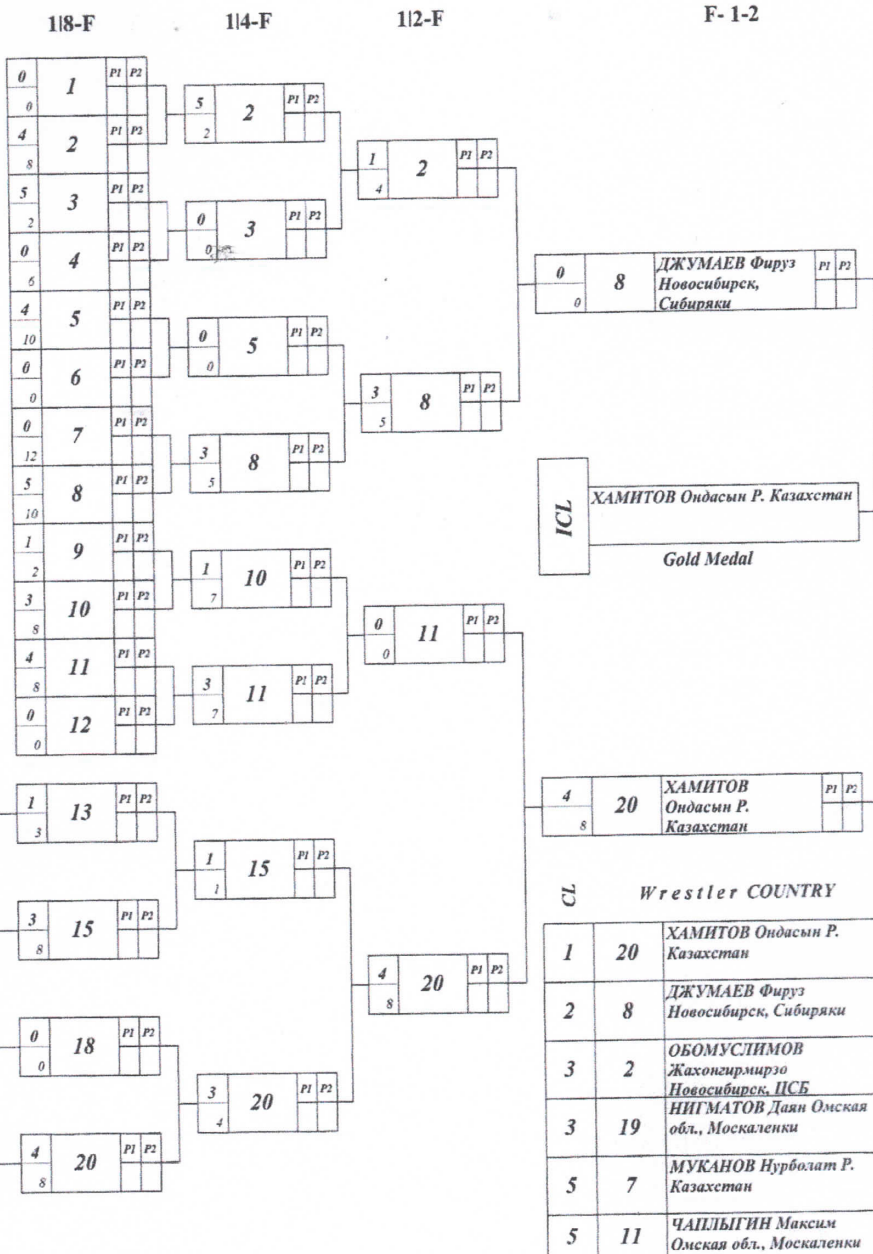 1|8-F 1|4-F 1|2-F F- 1-2
0 0 1 P1 P2
4 8 2 P1 P2
5 2 3 P1 P2
0 6 4 P1 P2
4 10 5 P1 P2
0 0 6 P1 P2
0 12 7 P1 P2
5 10 8 P1 P2
1 2 9 P1 P2
3 8 10 P1 P2
4 8 11 P1 P2
0 0 12 P1 P2
1 3 13 P1 P2
3 8 15 P1 P2
0 0 18 P1 P2
4 8 20 P1 P2
5 2 2 P1 P2
0 0 3 P1 P2
0 0 5 P1 P2
3 5 8 P1 P2
1 7 10 P1 P2
3 7 11 P1 P2
1 1 15 P1 P2
3 4 20 P1 P2
1 4 2 P1 P2
3 5 8 P1 P2
0 0 11 P1 P2
4 8 20 P1 P2
0 0 8 ДЖУМАЕВ Фируз P1 P2
Новосибирск,
Сибиряки
ICL ХАМИТОВ Ондасын Р. Казахстан
Gold Medal
4 8 20 ХАМИТОВ P1 P2
Ондасын Р.
Казахстан
CL Wrestler COUNTRY
1 20 ХАМИТОВ Ондасын Р.
Казахстан
2 8 ДЖУМАЕВ Фируз
Новосибирск, Сибиряки
3 2 ОБОМУСЛИМОВ
Жахонгирмирзо
Новосибирск, ЦСБ
3 19 НИГМАТОВ Даян Омская
обл., Москаленки
5 7 МУКАНОВ Нурболат Р.
Казахстан
5 11 ЧАПЛЫГИН Максим
Омская обл., Москаленки